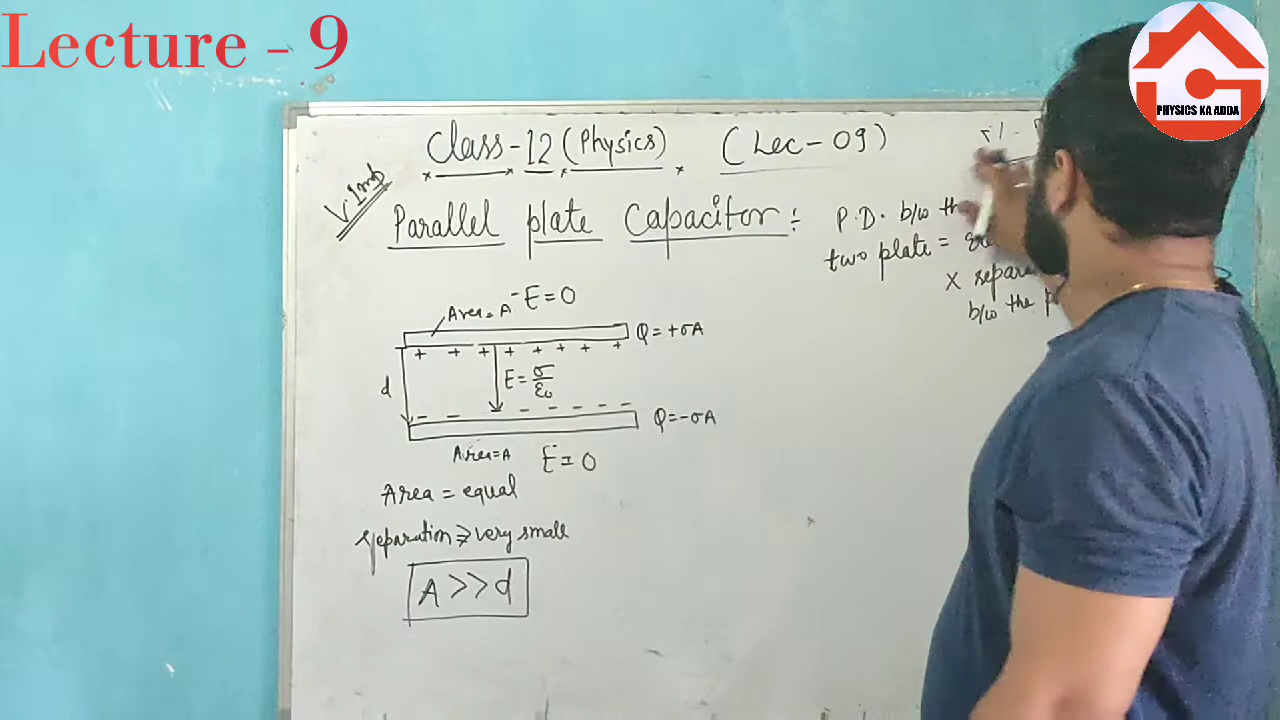 Lecture - 9
PHYSICS KA ADDA
Class-12 (Physics) (Lec-09)
V.Imp
Parallel plate Capacitor ÷
P.D. b/w the
two plate =
x
b/w the
Area=A E=0
Q=+σA
+ + + + + + + +
d
E=σ/ε₀
- - - - - - -
Q=-σA
Area=A E=0
Area = equal
Separation ⇒ very small
A>>d